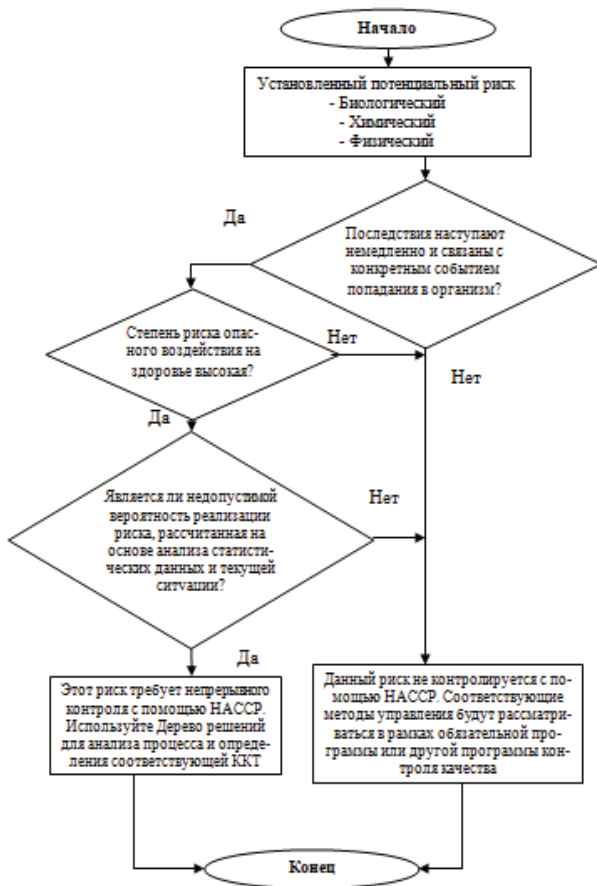 Начало
Установленный потенциальный риск
- Биологический
- Химический
- Физический
Да
Последствия наступают
немедленно и связаны с
конкретным событием
попадания в организм?
Степень риска опас-
ного воздействия на
здоровье высокая?
Нет
Нет
Да
Является ли недопустимой
вероятность реализации
риска, рассчитанная на
основе анализа статисти-
ческих данных и текущей
ситуации?
Нет
Да
Этот риск требует непрерывного
контроля с помощью НАССР.
Используйте Дерево решений
для анализа процесса и опреде-
ления соответствующей ККТ
Данный риск не контролируется с по-
мощью НАССР. Соответствующие
методы управления будут рассматри-
ваться в рамках обязательной про-
граммы или другой программы кон-
троля качества
Конец